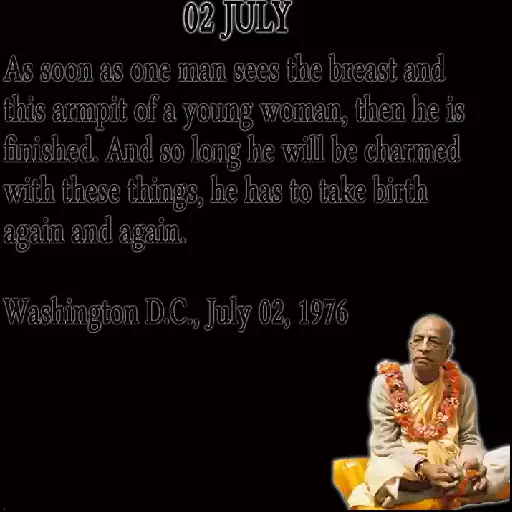 02 JULY
As soon as one man sees the breast and
this armpit of a young woman, then he is
finished. And so long he will be charmed
with these things, he has to take birth
again and again.
Washington D.C., July 02, 1976